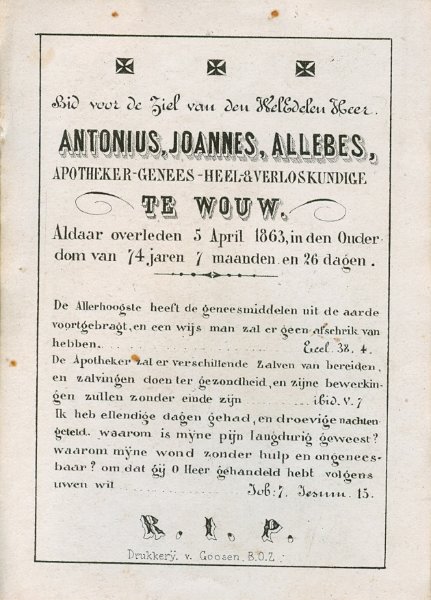 Bid voor de Ziel van den WelEdelen Heer.
ANTONIUS, JOANNES, ALLEBES,
APOTHEKER-GENEES-HEEL-&VERLOSKUNDIGE
TE WOUW.
Aldaar overleden 5 April 1863, in den Ouder
dom van 74 jaren 7 maanden en 26 dagen.
De Allerhoogste heeft de geneesmiddelen uit de aarde
voortgebragt, en een wijs man zal er geen afschrik van
hebben. Eccl. 38. 4.
De Apotheker zal er verschillende Zalven van bereiden,
en zalvingen doen ter gezondheid, en zijne bewerkin-
gen zullen zonder einde zijn ibid. v. 7
Ik heb ellendige dagen gehad, en droevige nachten
geteld. waarom is mijne pijn langdurig geweest?
waarom mijne wond zonder hulp en ongenees-
baar? om dat gij O Heer gehandeld hebt volgens
uwen wil Job: 7. Jesum. 15.
R. I. P.
Drukkerij. v. Goosen. B.O.Z.